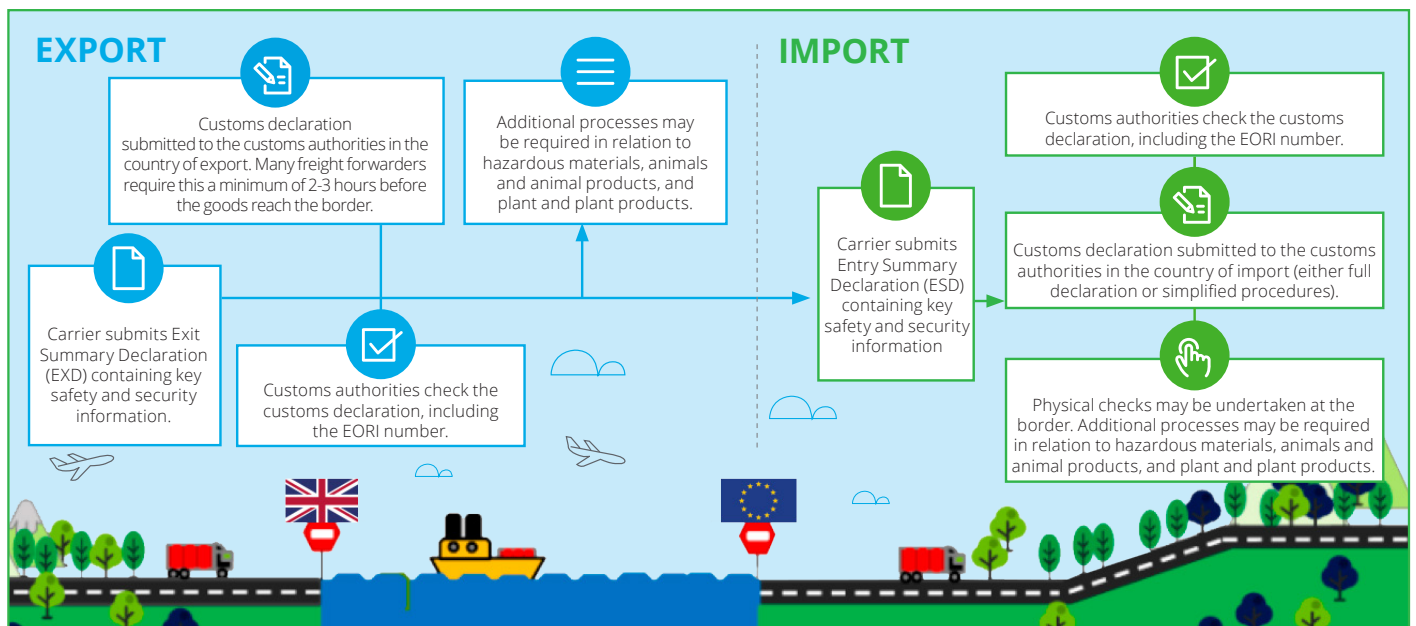 EXPORT
Customs declaration
submitted to the customs authorities in the
country of export. Many freight forwarders
require this a minimum of 2-3 hours before
the goods reach the border.
Additional processes may
be required in relation to
hazardous materials, animals
and animal products, and
plant and plant products.
Carrier submits Exit
Summary Declaration
(EXD) containing key
safety and security
information.
Customs authorities check the
customs declaration, including
the EORI number.
IMPORT
Carrier submits
Entry Summary
Declaration (ESD)
containing key
safety and security
information
Customs authorities check the customs
declaration, including the EORI number.
Customs declaration submitted to the customs
authorities in the country of import (either full
declaration or simplified procedures).
Physical checks may be undertaken at the
border. Additional processes may be required
in relation to hazardous materials, animals and
animal products, and plant and plant products.